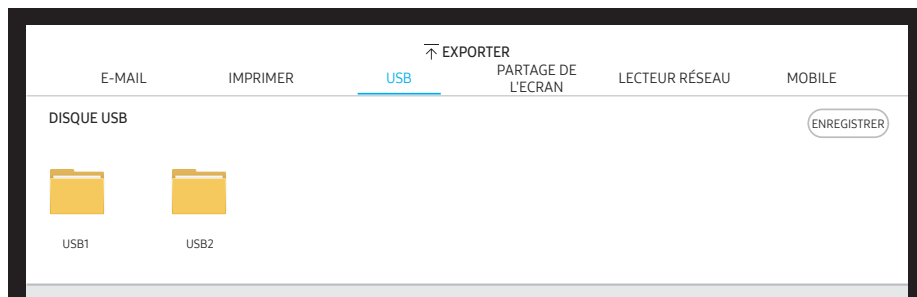 EXPORTER
E-MAIL
IMPRIMER
USB
PARTAGE DE
L'ECRAN
LECTEUR RÉSEAU
MOBILE
DISQUE USB
ENREGISTRER
USB1
USB2